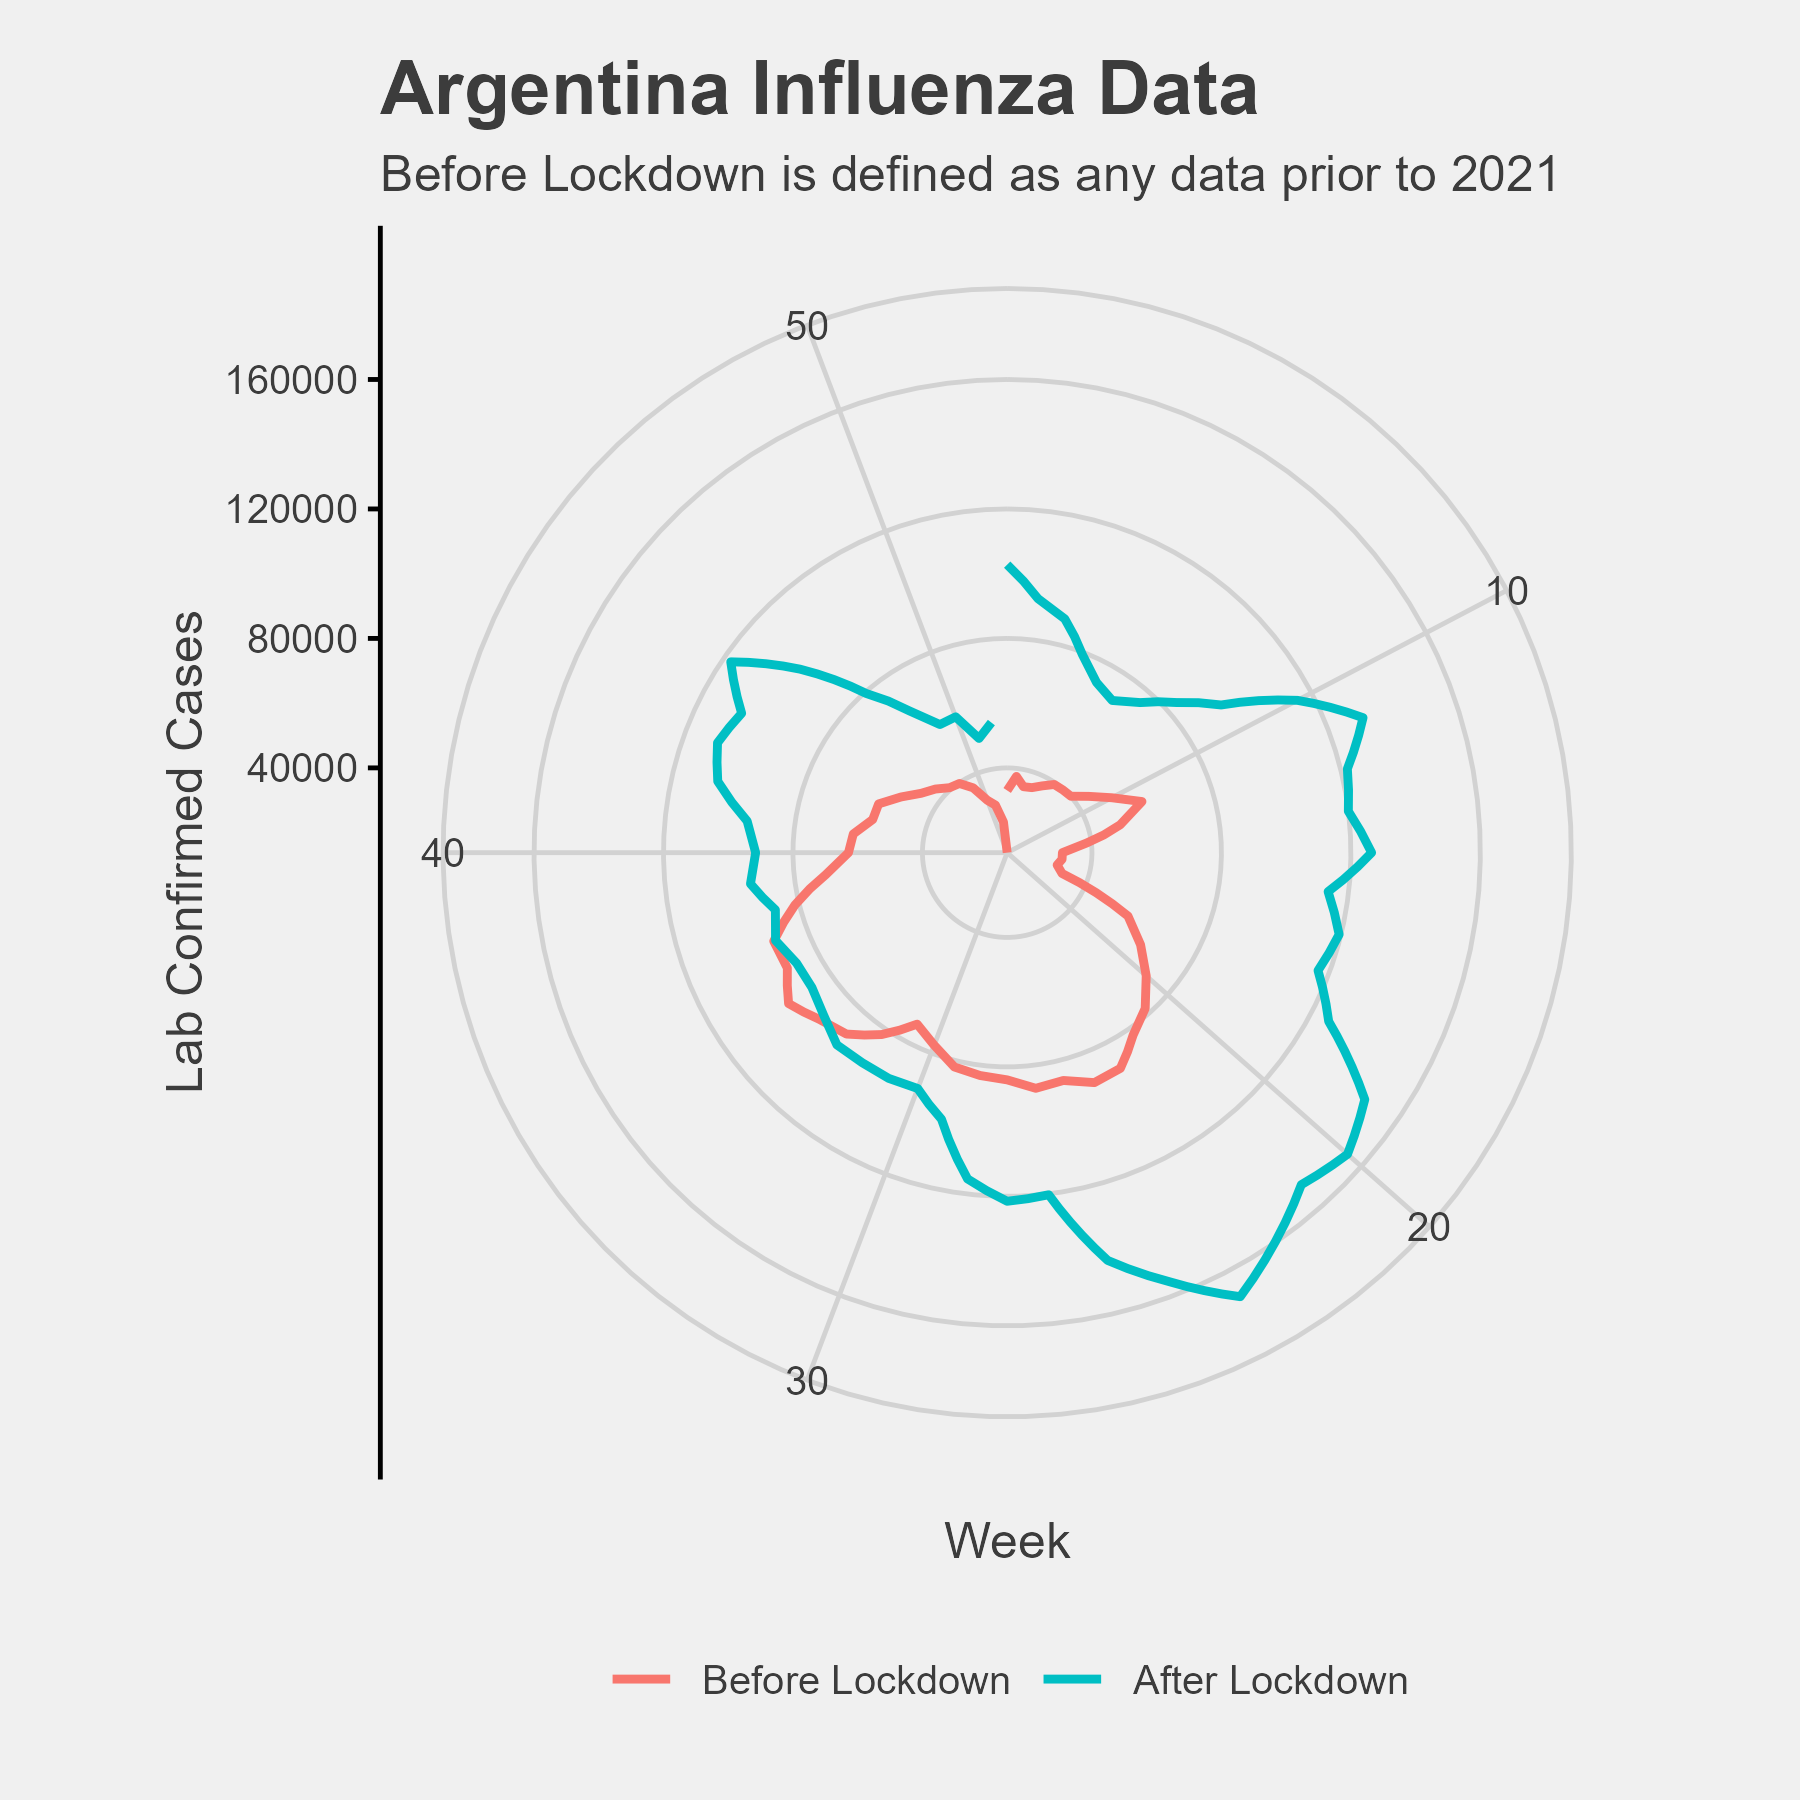 Argentina Influenza Data
Before Lockdown is defined as any data prior to 2021
50
160000
120000
10
80000
40000
40
Lab Confirmed Cases
20
30
Week
Before Lockdown
After Lockdown